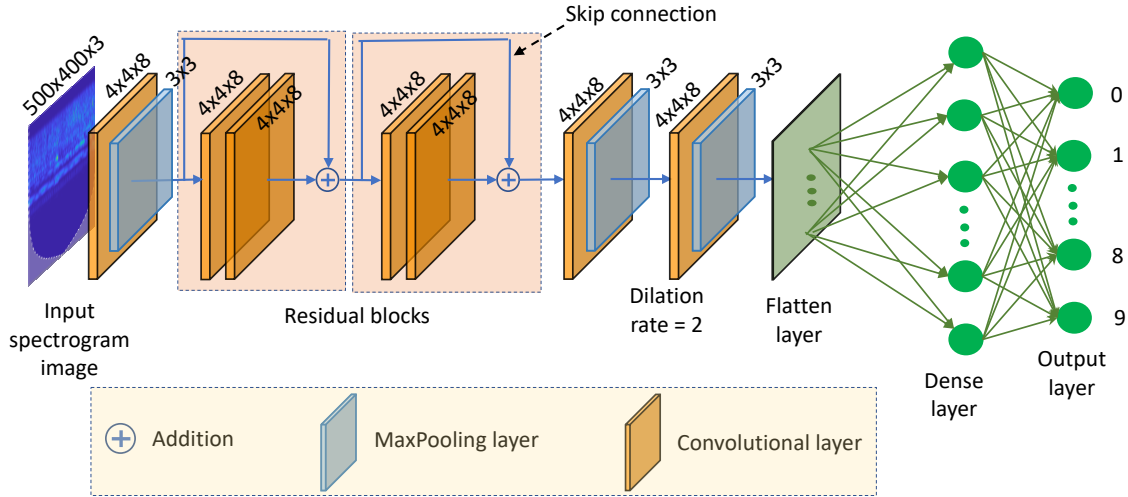 Skip connection
500x400x3
4x4x8
3x3
4x4x8
4x4x8
4x4x8
4x4x8
4x4x8
3x3
4x4x8
3x3
0
1
8
9
Input
spectrogram
image
Residual blocks
Dilation
rate = 2
Flatten
layer
Dense
layer
Output
layer
Addition
MaxPooling layer
Convolutional layer